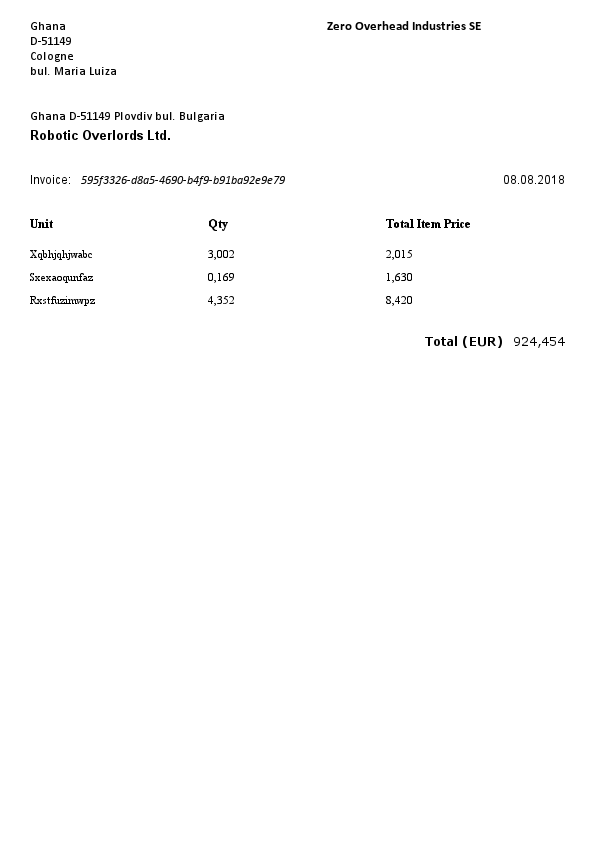 Ghana
D-51149
Cologne
bul. Maria Luiza
Zero Overhead Industries SE
Ghana D-51149 Plovdiv bul. Bulgaria
Robotic Overlords Ltd.
Invoice: 595f3326-d8a5-4690-b4f9-b91ba92e9e79 08.08.2018
Unit Qty Total Item Price
Xqbhjqhjwabc 3,002 2,015
Sxexaoqunfaz 0,169 1,630
Rxstfuzimwpz 4,352 8,420
Total (EUR) 924,454